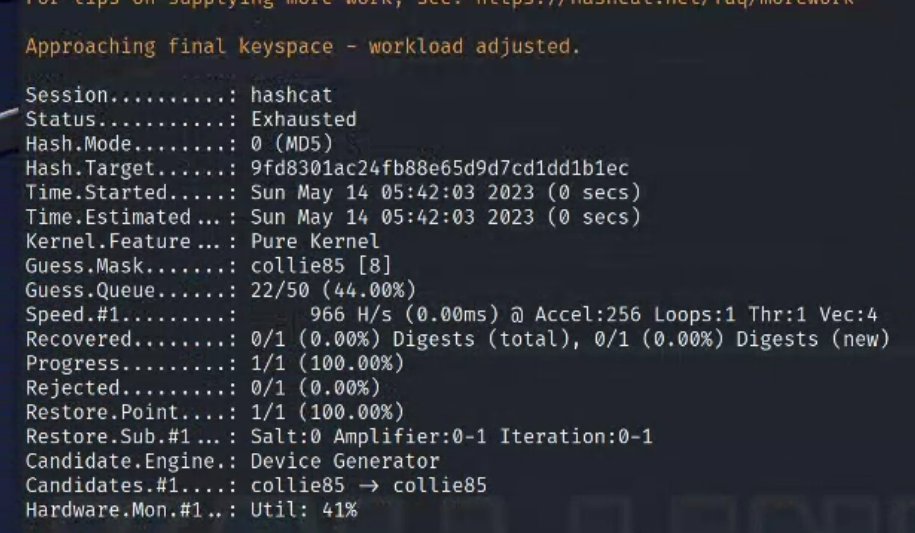 For tips on supplying more work, see: https://hashcat.net/faq/morework
Approaching final keyspace - workload adjusted.
Session..........: hashcat
Status...........: Exhausted
Hash.Mode........: 0 (MD5)
Hash.Target......: 9fd8301ac24fb88e65d9d7cd1dd1b1ec
Time.Started.....: Sun May 14 05:42:03 2023 (0 secs)
Time.Estimated...: Sun May 14 05:42:03 2023 (0 secs)
Kernel.Feature...: Pure Kernel
Guess.Mask.......: collie85 [8]
Guess.Queue......: 22/50 (44.00%)
Speed.#1.........:      966 H/s (0.00ms) @ Accel:256 Loops:1 Thr:1 Vec:4
Recovered........: 0/1 (0.00%) Digests (total), 0/1 (0.00%) Digests (new)
Progress.........: 1/1 (100.00%)
Rejected.........: 0/1 (0.00%)
Restore.Point....: 1/1 (100.00%)
Restore.Sub.#1...: Salt:0 Amplifier:0-1 Iteration:0-1
Candidate.Engine.: Device Generator
Candidates.#1....: collie85 -> collie85
Hardware.Mon.#1..: Util: 41%